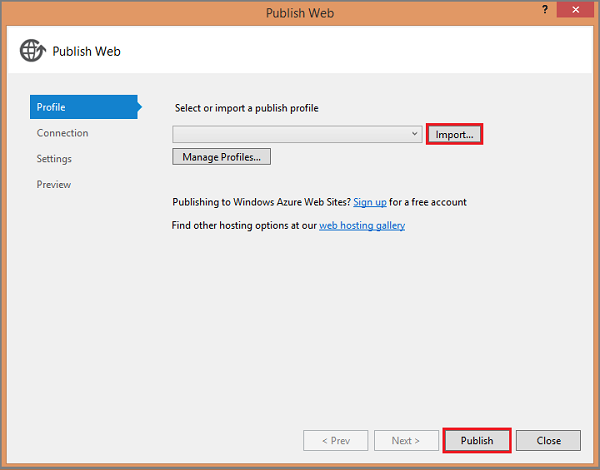 Publish Web
?
Publish Web
Profile
Connection
Settings
Preview
Select or import a publish profile
Import...
Manage Profiles...
Publishing to Windows Azure Web Sites? Sign up for a free account
Find other hosting options at our web hosting gallery
< Prev
Next >
Publish
Close